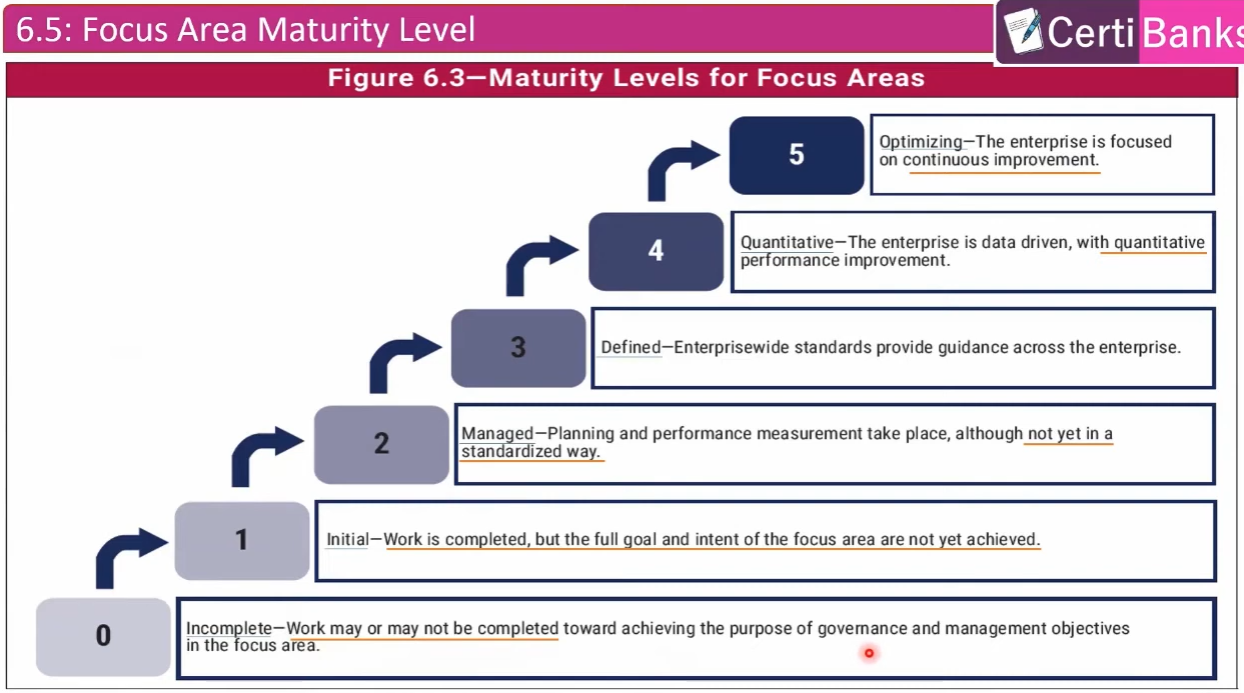 6.5: Focus Area Maturity Level
Certi Banks
Figure 6.3—Maturity Levels for Focus Areas
5
Optimizing—The enterprise is focused
on continuous improvement.
4
Quantitative—The enterprise is data driven, with quantitative
performance improvement.
3
Defined—Enterprisewide standards provide guidance across the enterprise.
2
Managed—Planning and performance measurement take place, although not yet in a
standardized way.
1
Initial—Work is completed, but the full goal and intent of the focus area are not yet achieved.
0
Incomplete—Work may or may not be completed toward achieving the purpose of governance and management objectives
in the focus area.